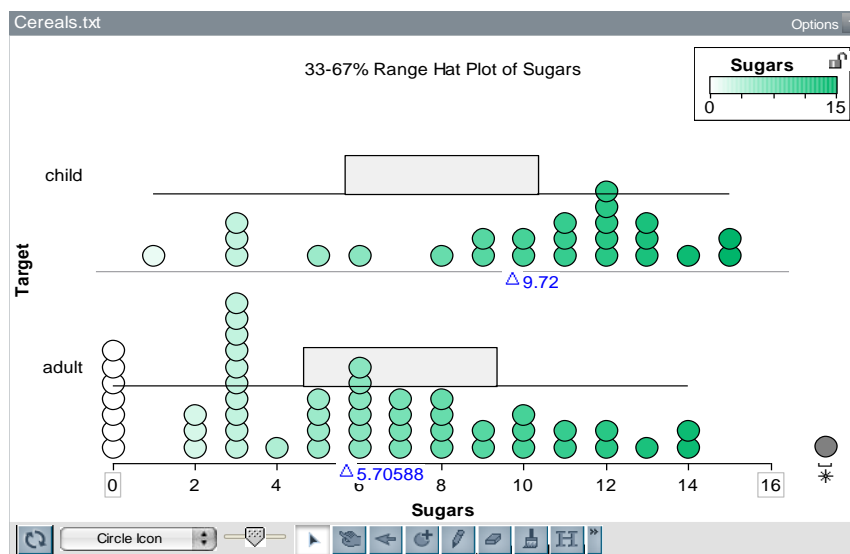 Cereals.txt Options
33-67% Range Hat Plot of Sugars
Sugars
0 15
child
9.72
Target
adult
5.70588
0 2 4 6 8 10 12 14 16
*
Sugars
Circle Icon